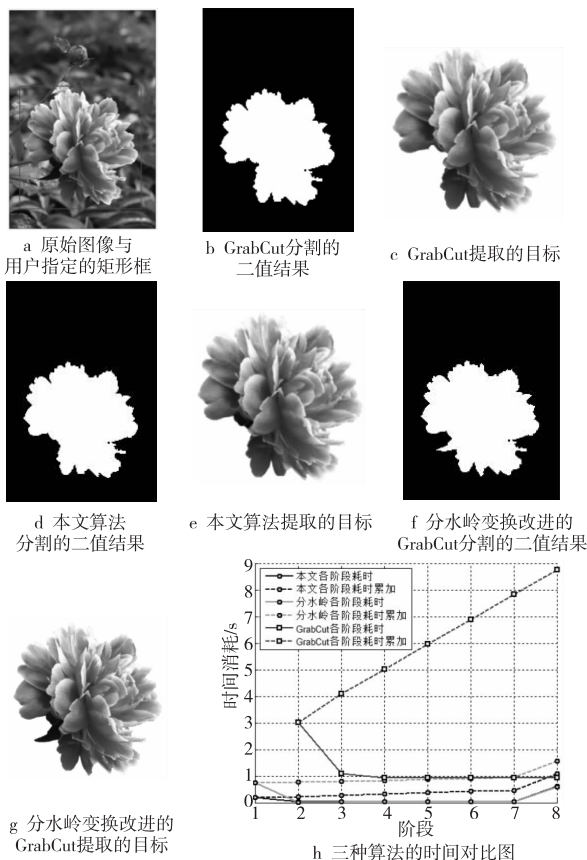 a 原始图像与
用户指定的矩形框
b GrabCut分割的
二值结果
c GrabCut提取的目标
d 本文算法
分割的二值结果
e 本文算法提取的目标
f 分水岭变换改进的
GrabCut分割的二值结果
g 分水岭变换改进的
GrabCut提取的目标
时间消耗/s
9
8
7
6
5
4
3
2
1
0
本文各阶段耗时
本文各阶段耗时累加
分水岭各阶段耗时
分水岭各阶段耗时累加
GrabCut各阶段耗时
GrabCut各阶段耗时累加
1 2 3 4 5 6 7 8
阶段
h 三种算法的时间对比图